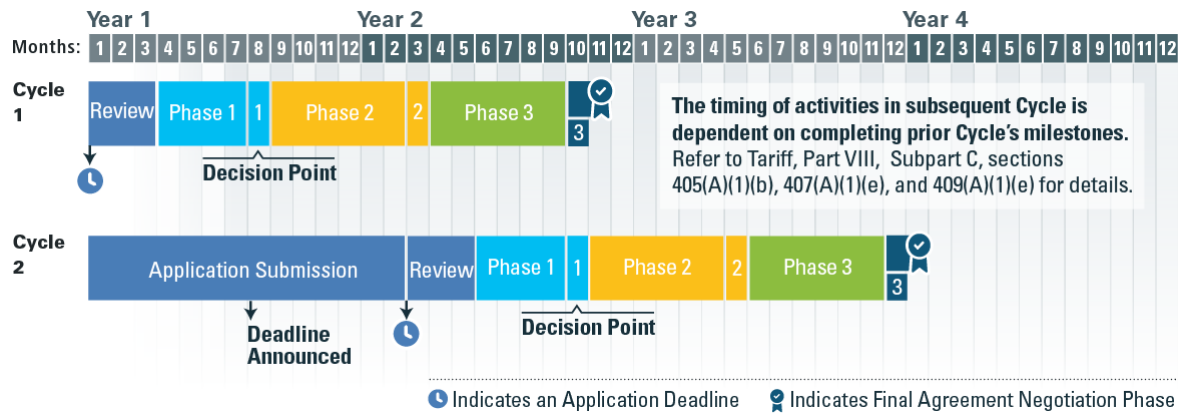 Year 1 Year 2 Year 3 Year 4
Months: 1 2 3 4 5 6 7 8 9 10 11 12 1 2 3 4 5 6 7 8 9 10 11 12 1 2 3 4 5 6 7 8 9 10 11 12 1 2 3 4 5 6 7 8 9 10 11 12
Cycle
1
Review Phase 1 1 Phase 2 2 Phase 3
3
Decision Point
The timing of activities in subsequent Cycle is
dependent on completing prior Cycle's milestones.
Refer to Tariff, Part VIII, Subpart C, sections
405(A)(1)(b), 407(A)(1)(e), and 409(A)(1)(e) for details.
Cycle
2
Application Submission Review Phase 1 1 Phase 2 2 Phase 3
3
Decision Point
Deadline
Announced
Indicates an Application Deadline Indicates Final Agreement Negotiation Phase